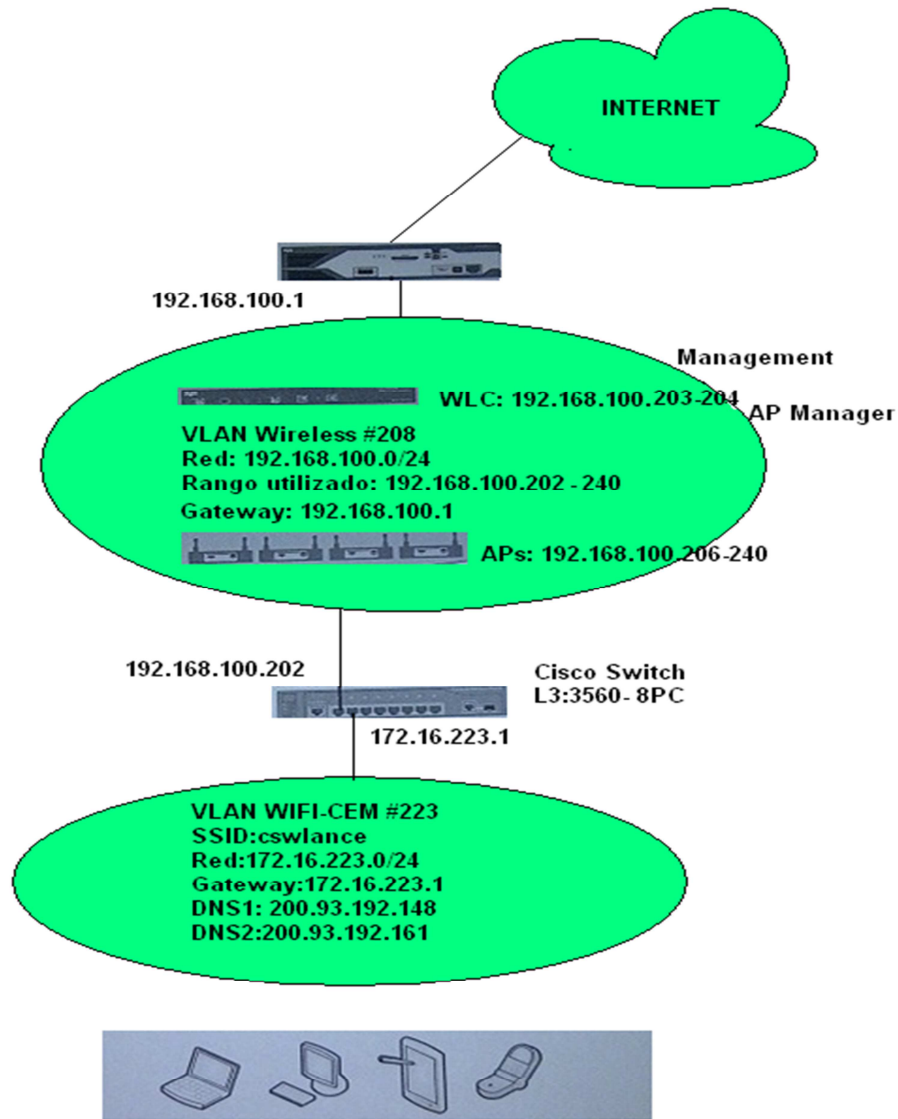 INTERNET
192.168.100.1
Management
WLC: 192.168.100.203-204
AP Manager
VLAN Wireless #208
Red: 192.168.100.0/24
Rango utilizado: 192.168.100.202 - 240
Gateway: 192.168.100.1
APs: 192.168.100.206-240
192.168.100.202
Cisco Switch
L3:3560- 8PC
172.16.223.1
VLAN WIFI-CEM #223
SSID:cswlance
Red:172.16.223.0/24
Gateway:172.16.223.1
DNS1: 200.93.192.148
DNS2:200.93.192.161